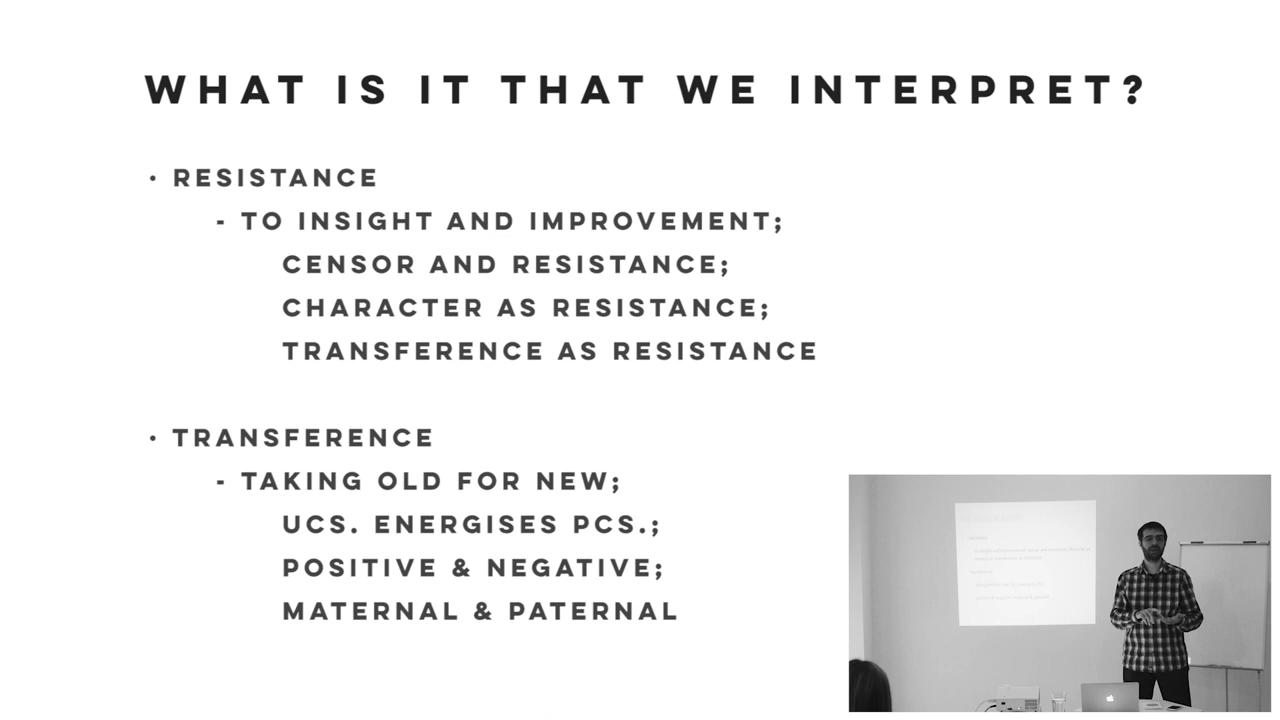 WHAT IS IT THAT WE INTERPRET?
• RESISTANCE
- TO INSIGHT AND IMPROVEMENT;
CENSOR AND RESISTANCE;
CHARACTER AS RESISTANCE;
TRANSFERENCE AS RESISTANCE
• TRANSFERENCE
- TAKING OLD FOR NEW;
UCS. ENERGISES PCS.;
POSITIVE & NEGATIVE;
MATERNAL & PATERNAL